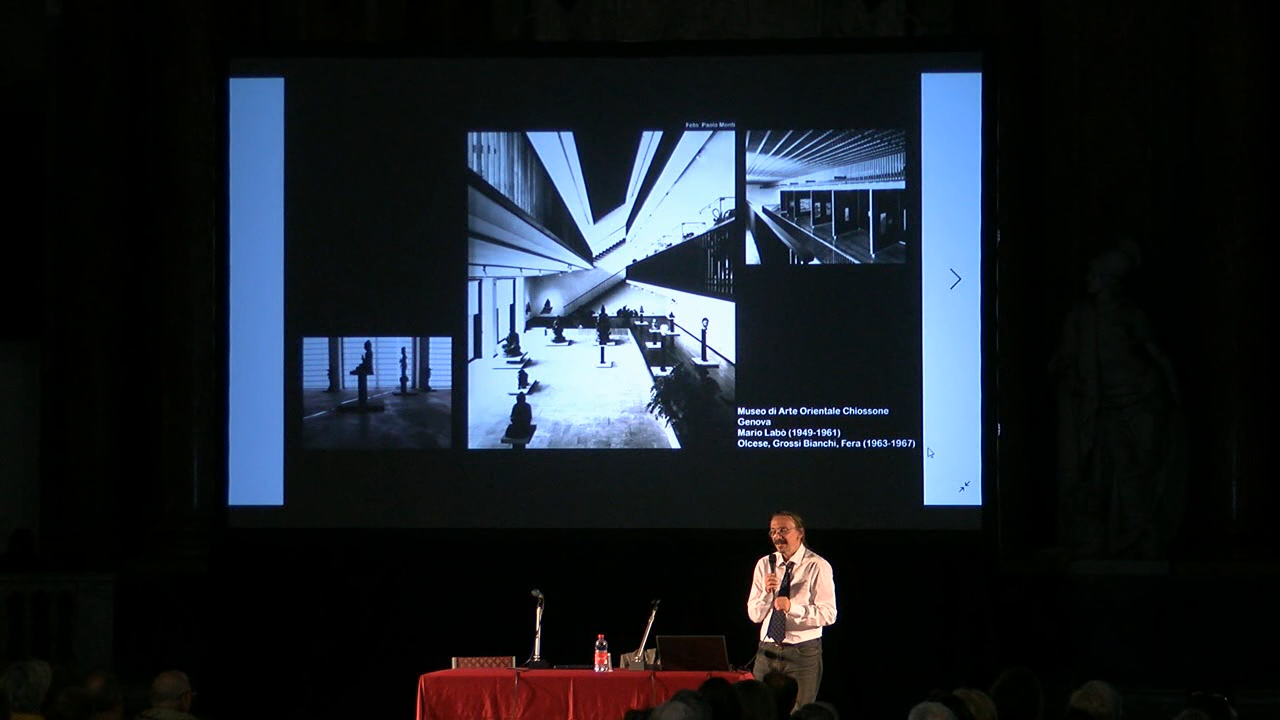 Foto Paolo Monti
Museo di Arte Orientale Chiossone
Genova
Mario Labò (1949-1961)
Olcese, Grossi Bianchi, Fera (1963-1967)